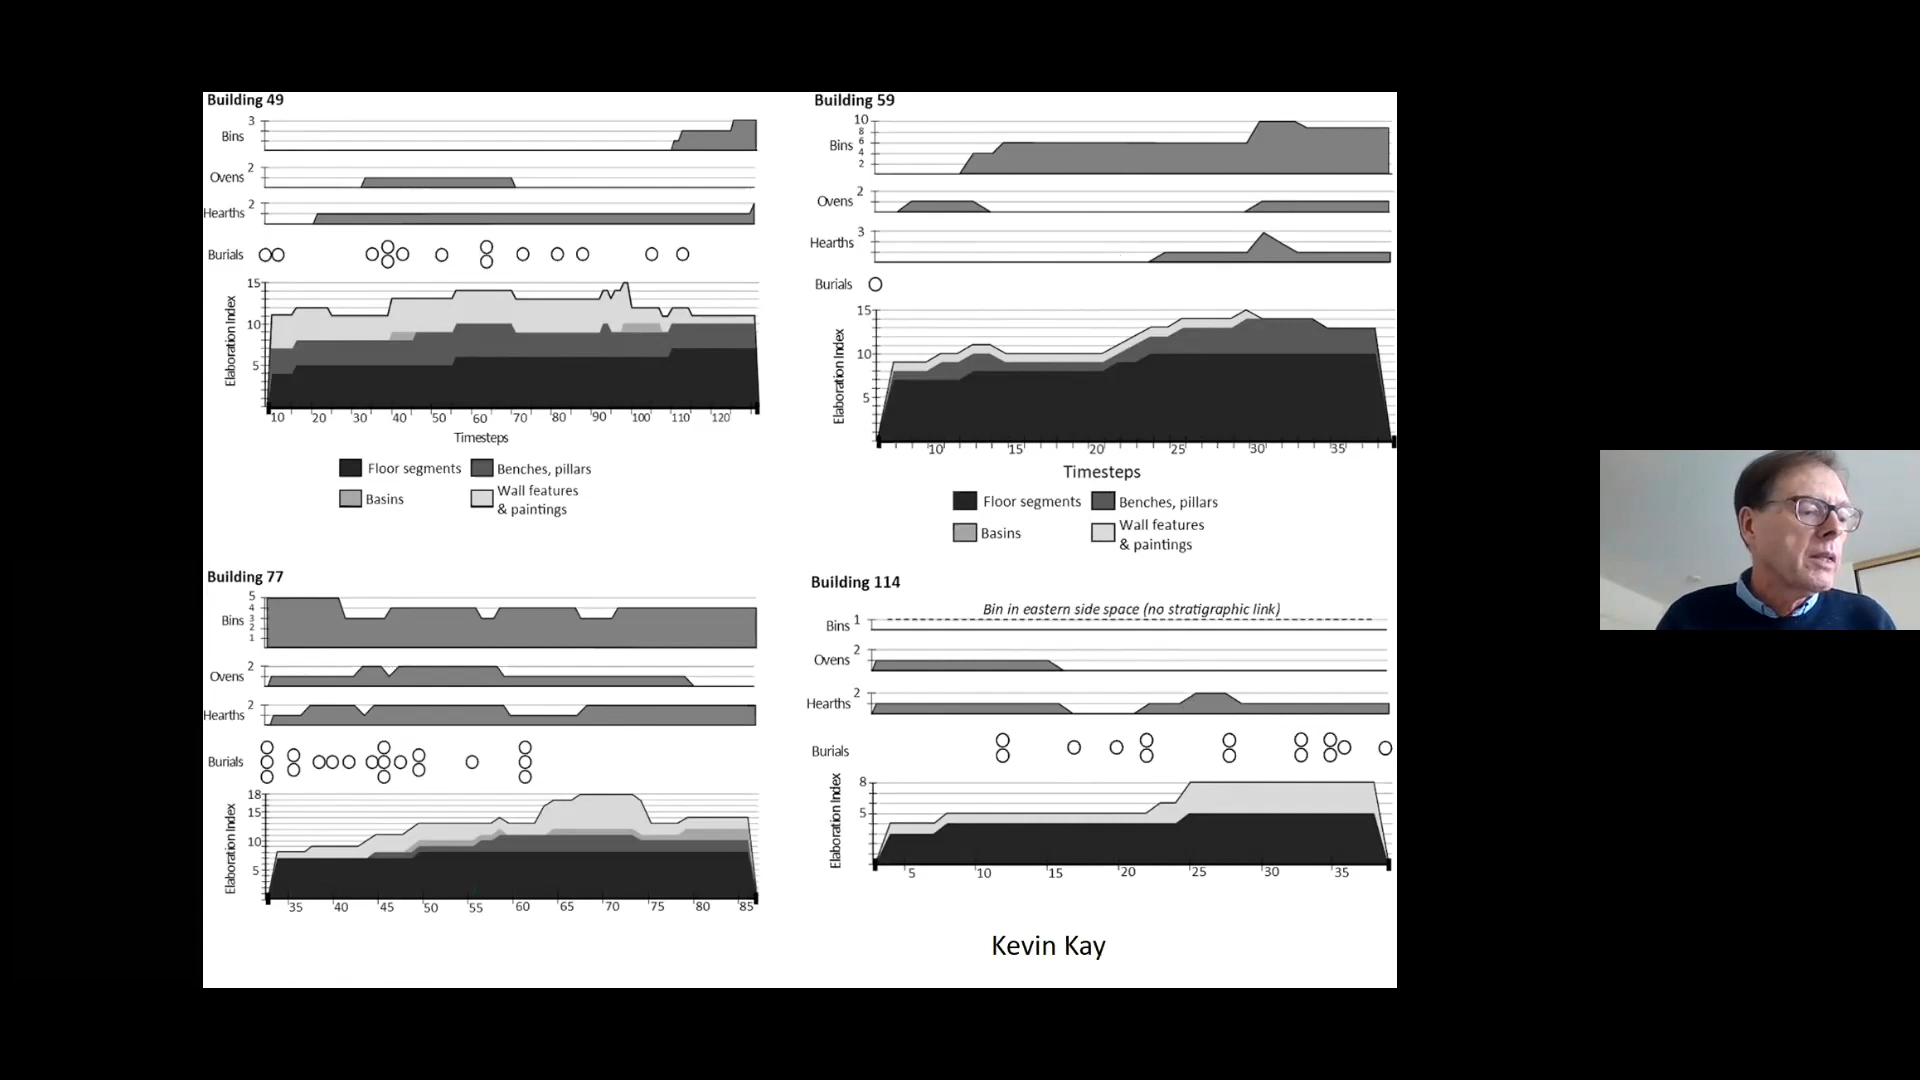 Building 49
3
Bins
2
Ovens
2
Hearths
Burials
15
10
5
Elaboration Index
10 20 30 40 50 60 70 80 90 100 110 120
Timesteps
Floor segments
Benches, pillars
Basins
Wall features
& paintings
Building 59
10
8
6
4
2
Bins
2
Ovens
3
Hearths
Burials
15
10
5
Elaboration Index
10 15 20 25 30 35
Timesteps
Floor segments
Benches, pillars
Basins
Wall features
& paintings
Building 77
5
4
3
2
1
Bins
2
Ovens
2
Hearths
Burials
18
15
10
5
Elaboration Index
35 40 45 50 55 60 65 70 75 80 85
Building 114
Bin in eastern side space (no stratigraphic link)
Bins 1
2
Ovens
2
Hearths
Burials
8
5
Elaboration Index
5 10 15 20 25 30 35
Kevin Kay